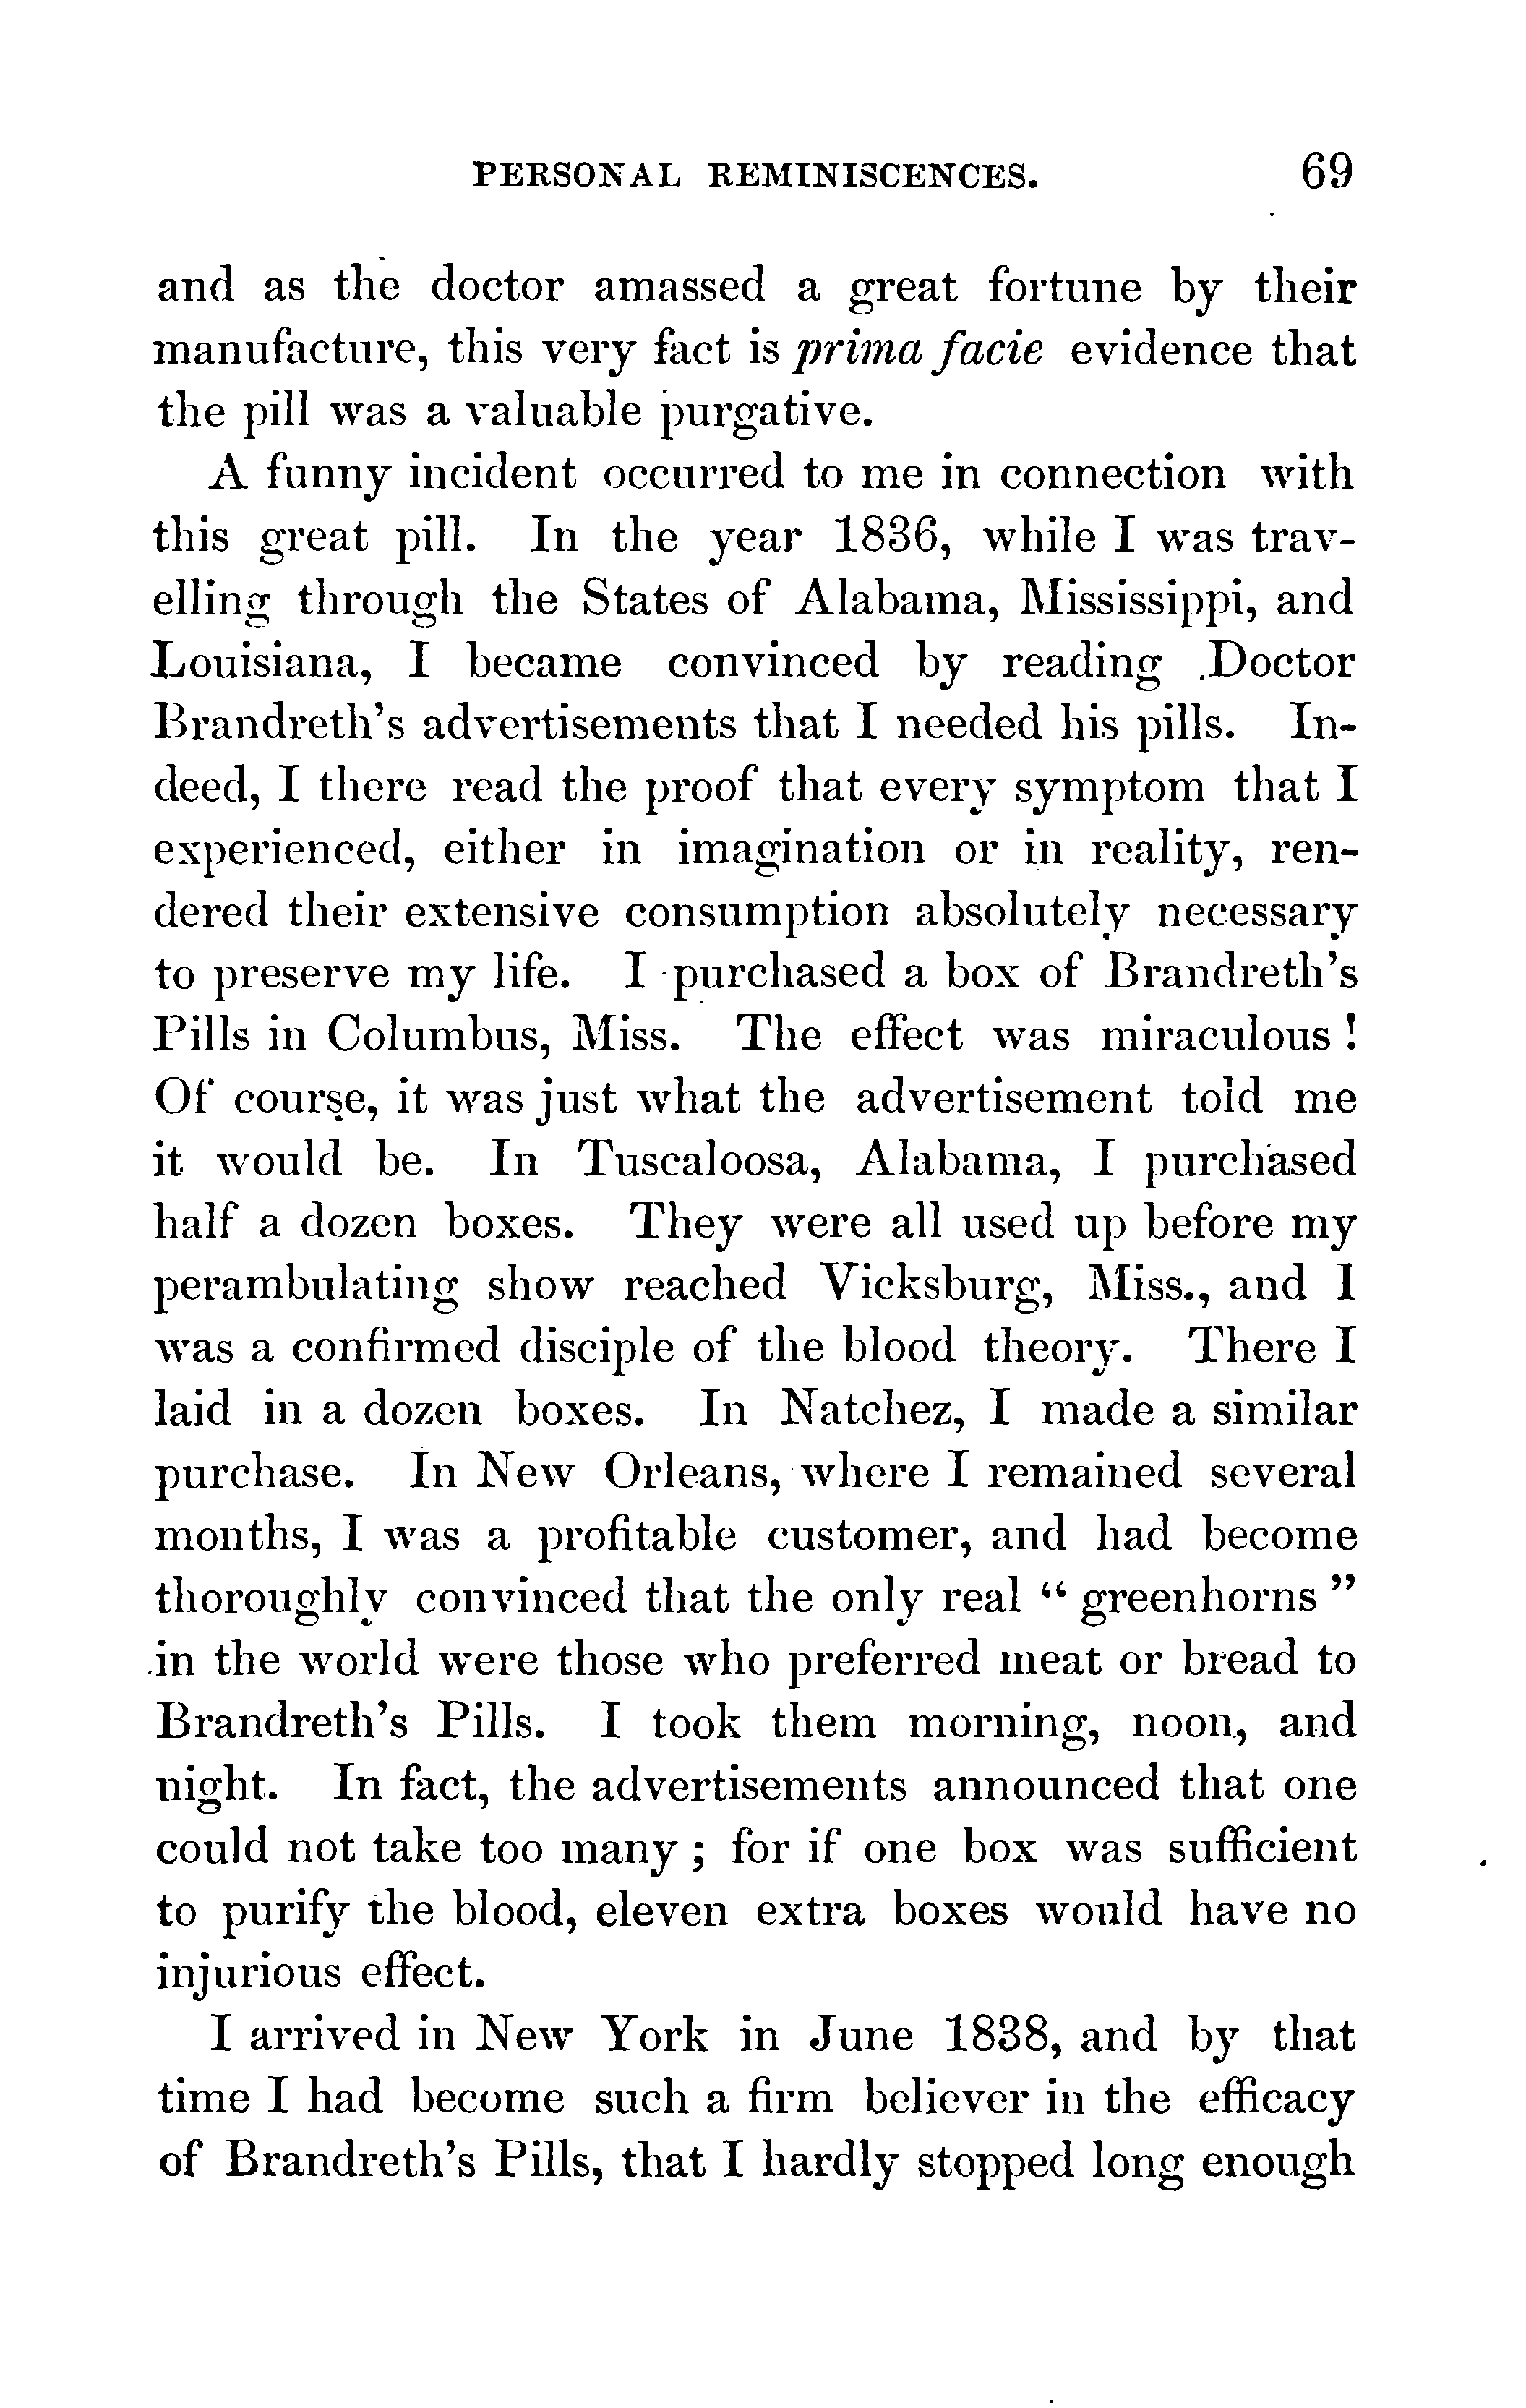 PERSONAL REMINISCENCES. 69
and as the doctor amassed a great fortune by their
manufacture, this very fact is prima facie evidence that
the pill was a valuable purgative.
A funny incident occurred to me in connection with
this great pill. In the year 1836, while I was trav-
elling through the States of Alabama, Mississippi, and
Louisiana, I became convinced by reading Doctor
Brandreth's advertisements that I needed his pills. In-
deed, I there read the proof that every symptom that I
experienced, either in imagination or in reality, ren-
dered their extensive consumption absolutely necessary
to preserve my life. I purchased a box of Brandreth's
Pills in Columbus, Miss. The effect was miraculous !
Of course, it was just what the advertisement told me
it would be. In Tuscaloosa, Alabama, I purchased
half a dozen boxes. They were all used up before my
perambulating show reached Vicksburg, Miss., and I
was a confirmed disciple of the blood theory. There I
laid in a dozen boxes. In Natchez, I made a similar
purchase. In New Orleans, where I remained several
months, I was a profitable customer, and had become
thoroughly convinced that the only real “ greenhorns ”
in the world were those who preferred meat or bread to
Brandreth's Pills. I took them morning, noon, and
night. In fact, the advertisements announced that one
could not take too many ; for if one box was sufficient
to purify the blood, eleven extra boxes would have no
injurious effect.
I arrived in New York in June 1838, and by that
time I had become such a firm believer in the efficacy
of Brandreth's Pills, that I hardly stopped long enough